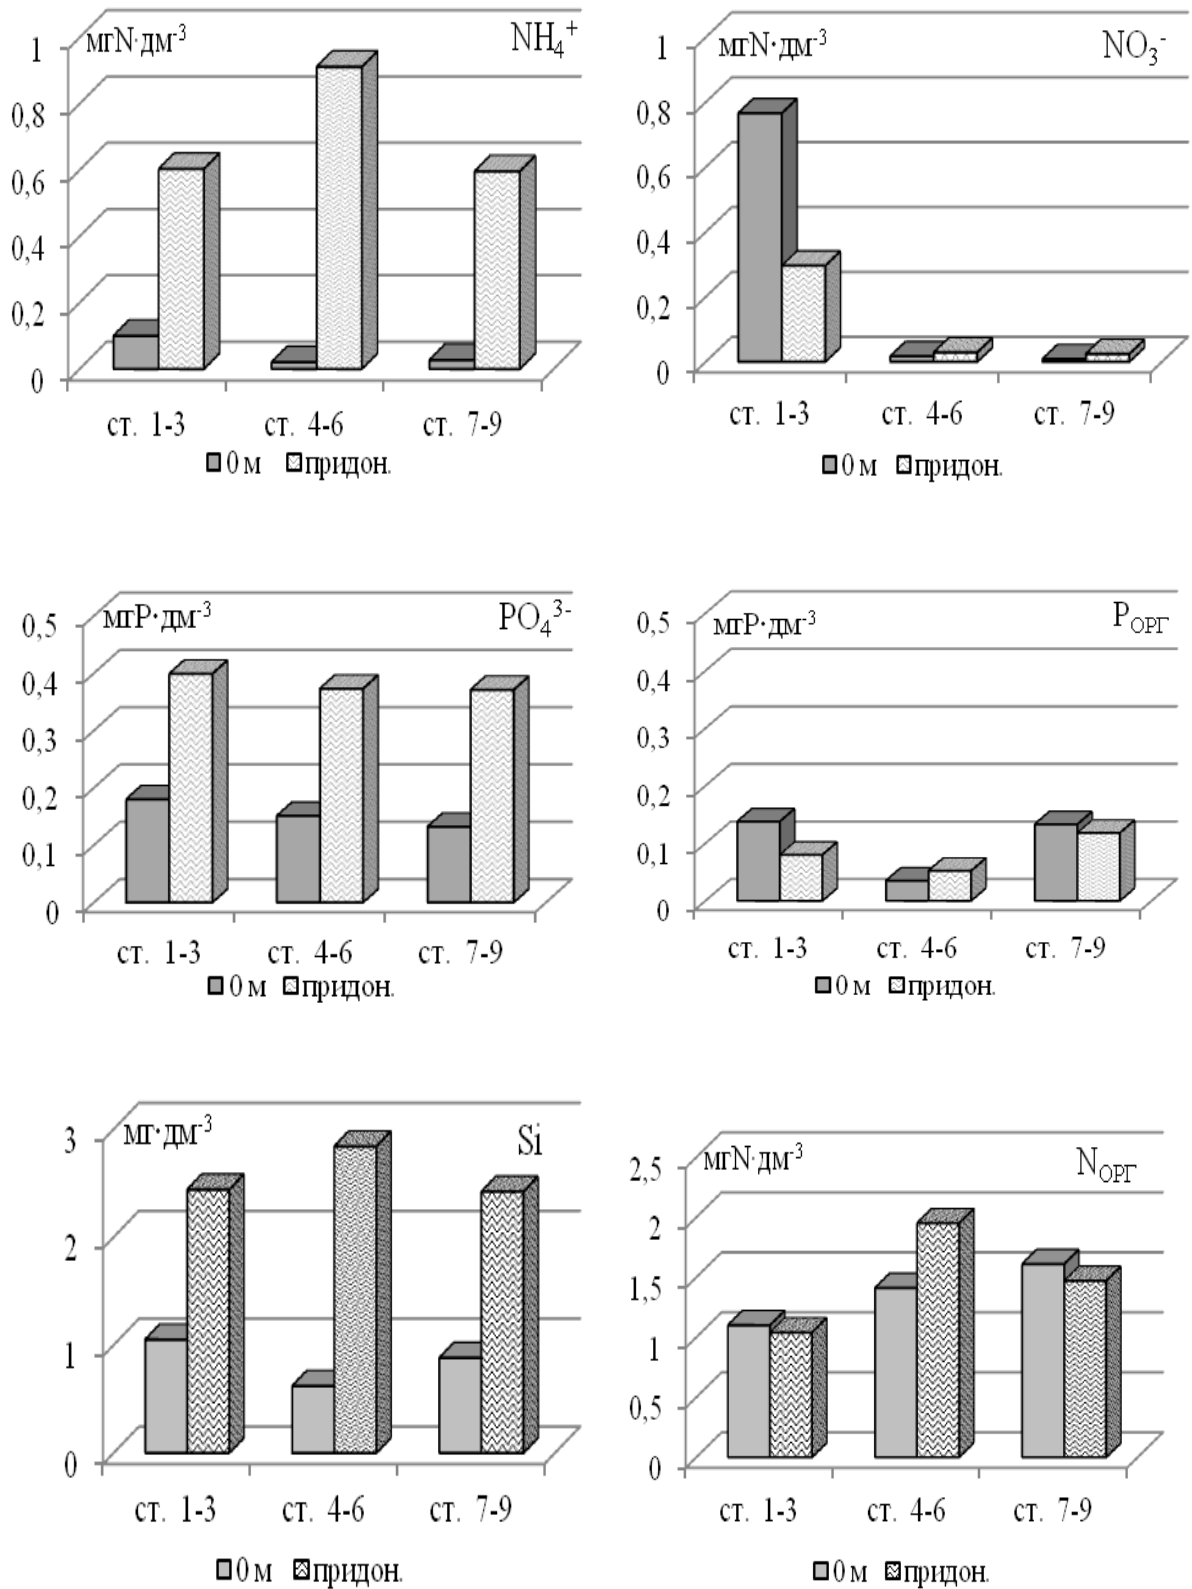 мгN·дм-3 NH4+
1
0,8
0,6
0,4
0,2
0
ст. 1-3 ст. 4-6 ст. 7-9
0 м придон.
мгN·дм-3 NO3-
1
0,8
0,6
0,4
0,2
0
ст. 1-3 ст. 4-6 ст. 7-9
0 м придон.
мгP·дм-3 PO43-
0,5
0,4
0,3
0,2
0,1
0
ст. 1-3 ст. 4-6 ст. 7-9
0 м придон.
мгP·дм-3 PОРГ
0,5
0,4
0,3
0,2
0,1
0
ст. 1-3 ст. 4-6 ст. 7-9
0 м придон.
мг·дм-3 Si
3
2
1
0
ст. 1-3 ст. 4-6 ст. 7-9
0 м придон.
мгN·дм-3 NОРГ
2,5
2
1,5
1
0,5
0
ст. 1-3 ст. 4-6 ст. 7-9
0 м придон.